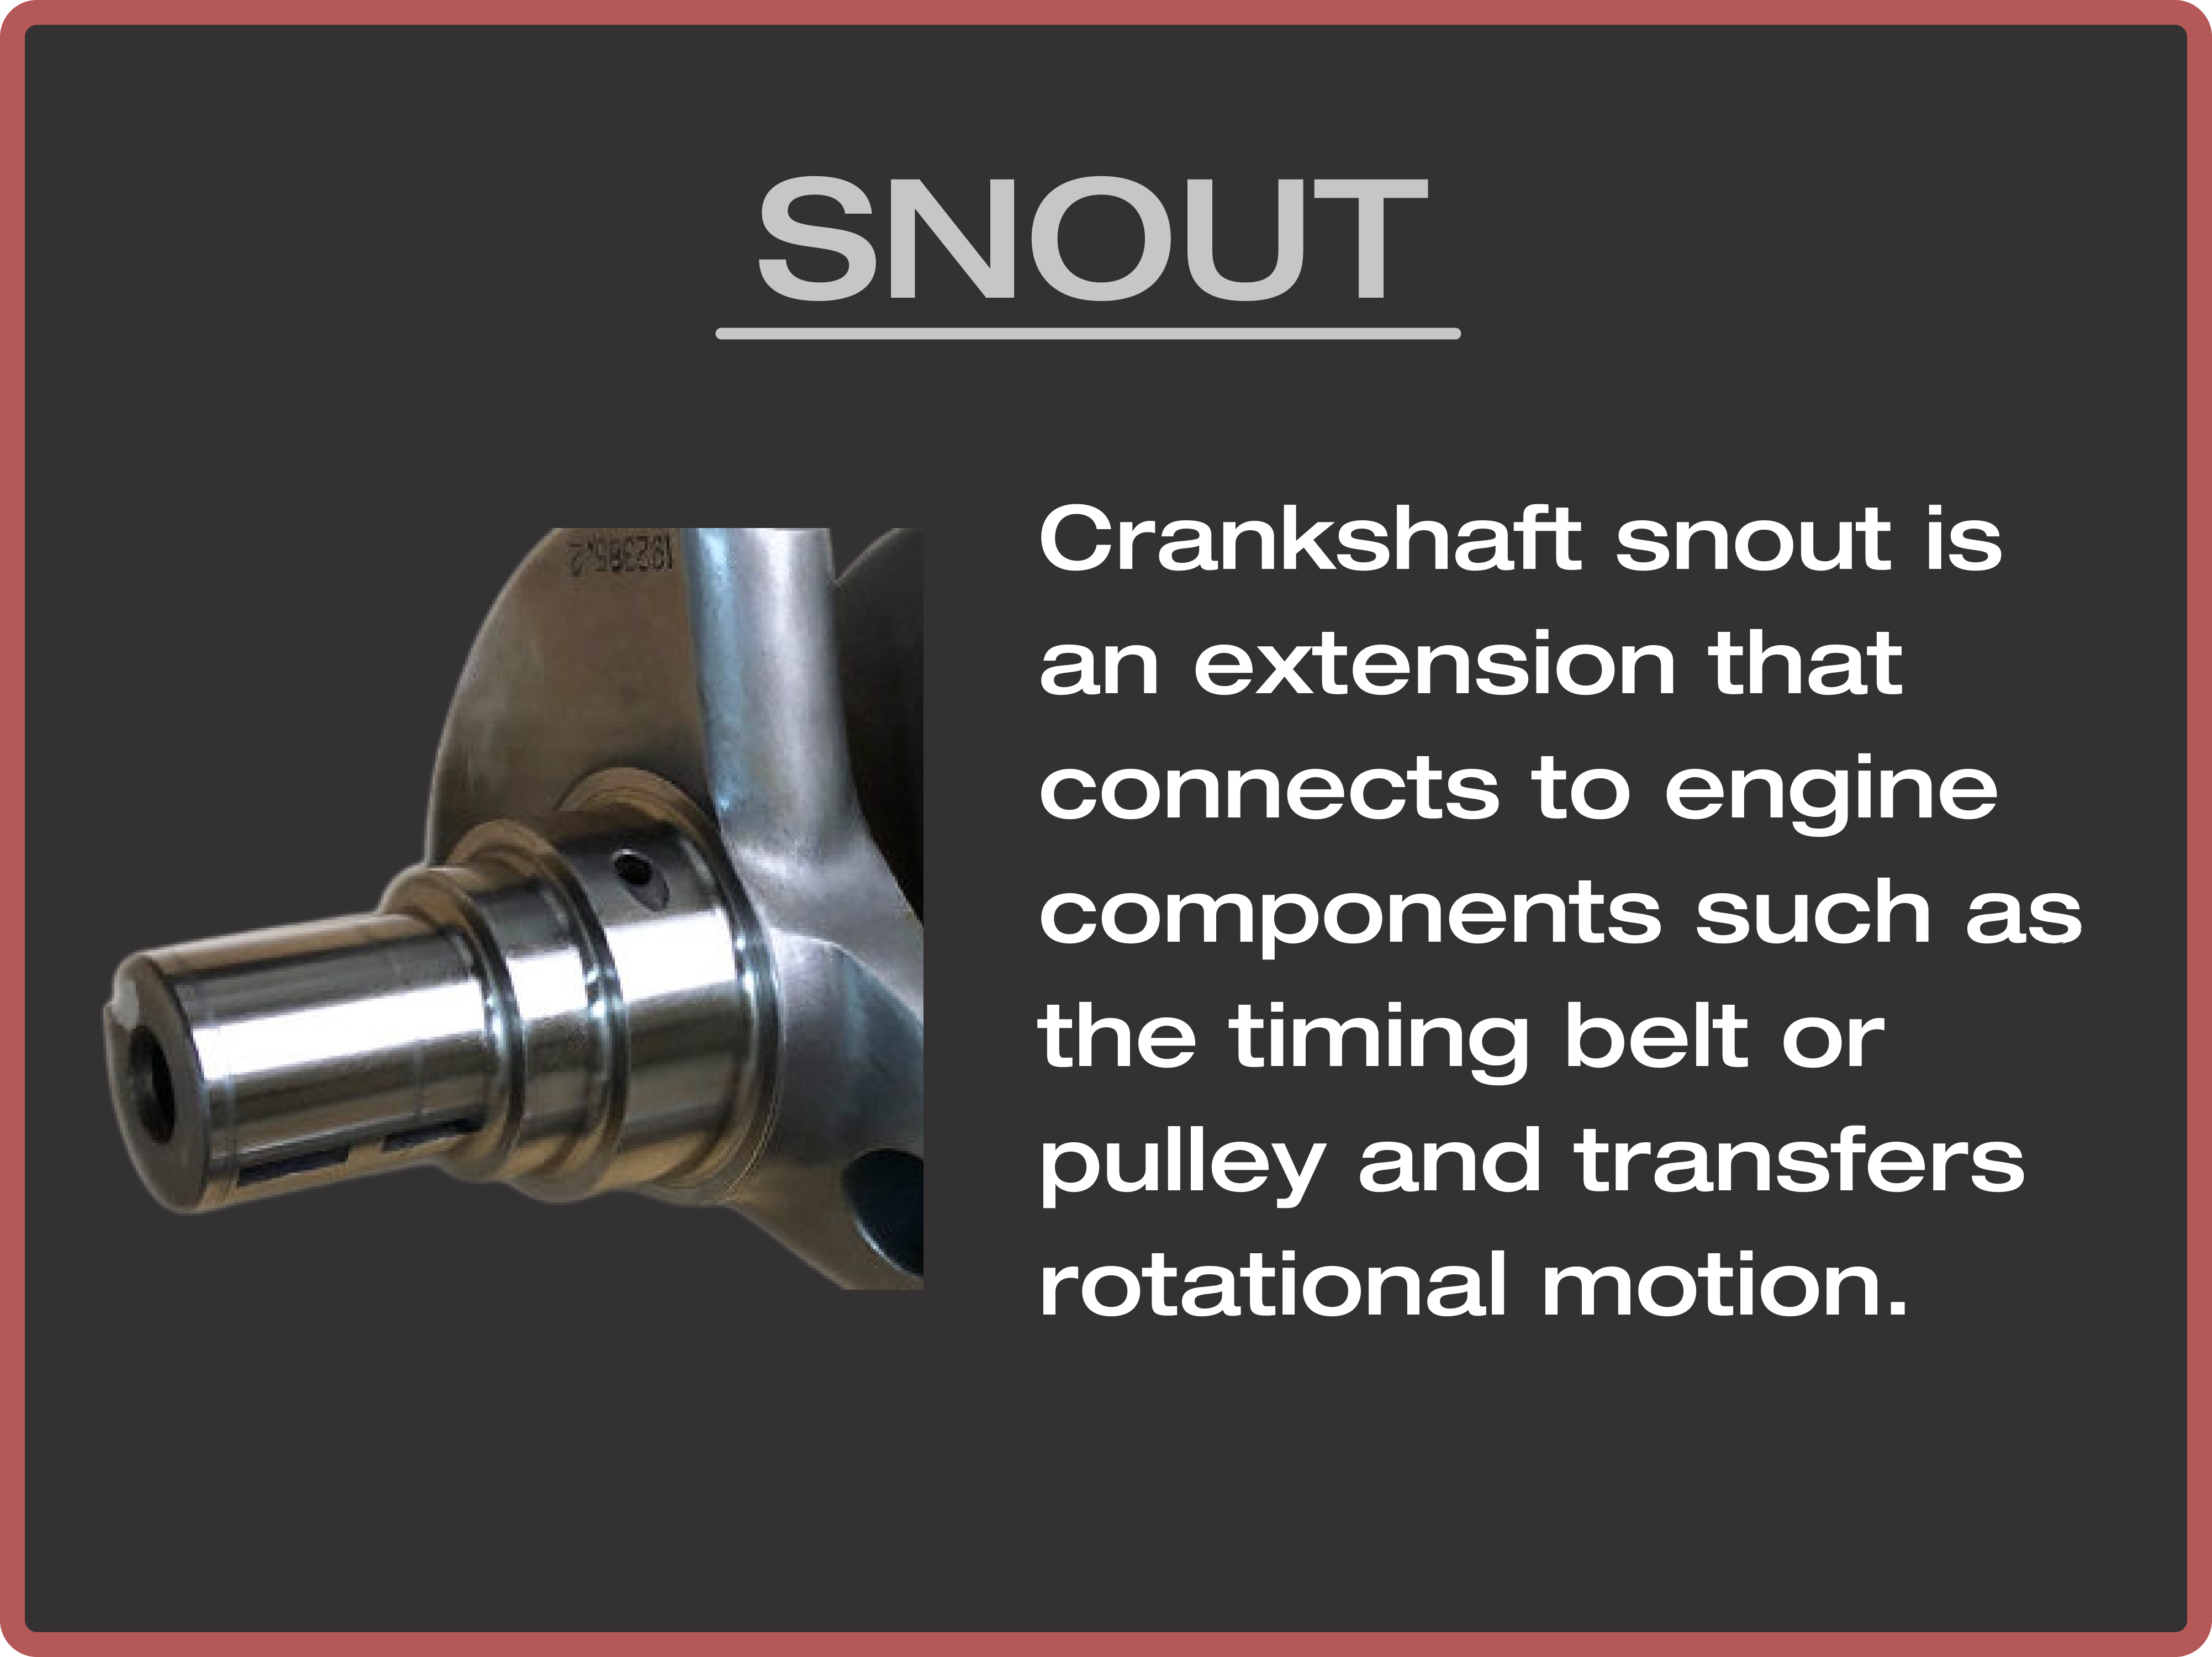 SNOUT
Crankshaft snout is
an extension that
connects to engine
components such as
the timing belt or
pulley and transfers
rotational motion.